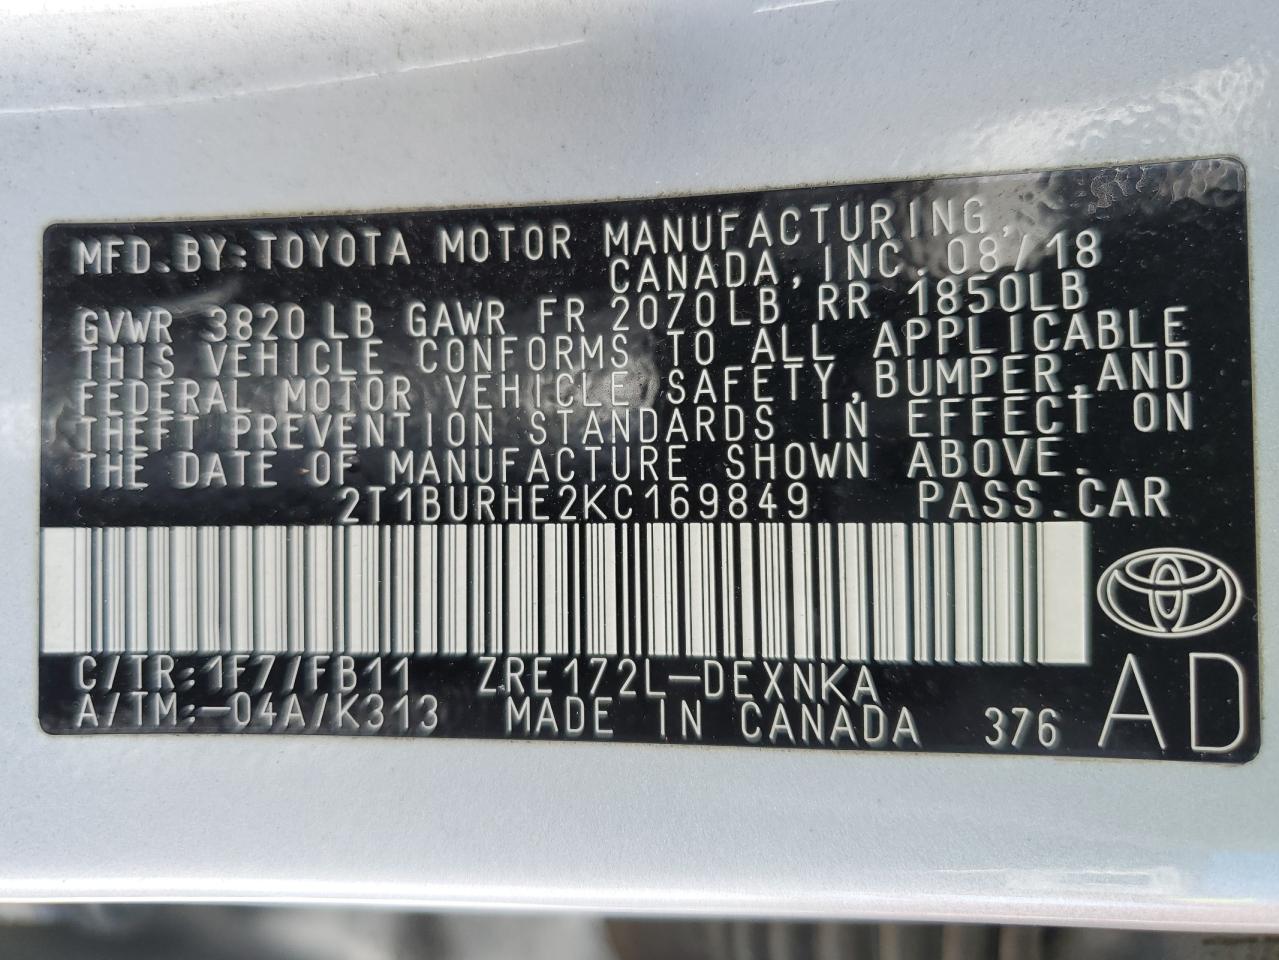 MFD.BY:TOYOTA MOTOR MANUFACTURING,
CANADA,INC.08/18
GVWR 3820LB GAWR FR 2070LB RR 1850LB
THIS VEHICLE CONFORMS TO ALL APPLICABLE
FEDERAL MOTOR VEHICLE SAFETY,BUMPER,AND
THEFT PREVENTION STANDARDS IN EFFECT ON
THE DATE OF MANUFACTURE SHOWN ABOVE.
2T1BURHE2KC169849 PASS.CAR
C/TR:1F7/FB11 ZRE172L-DEXNKA
A/TM:-04A/K313 MADE IN CANADA 376 AD